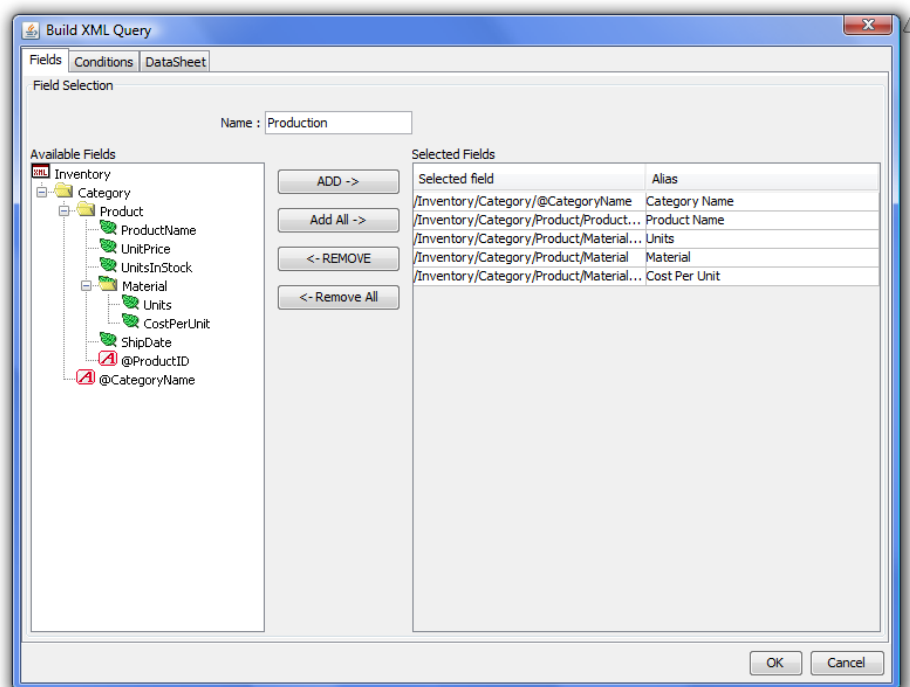 Build XML Query
Fields Conditions DataSheet
Field Selection
Name : Production
Available Fields
XML Inventory
Category
Product
ProductName
UnitPrice
UnitsInStock
Material
Units
CostPerUnit
ShipDate
A @ProductID
A @CategoryName
ADD ->
Add All ->
<- REMOVE
<- Remove All
Selected Fields
Selected field Alias
/Inventory/Category/@CategoryName Category Name
/Inventory/Category/Product/Product... Product Name
/Inventory/Category/Product/Material... Units
/Inventory/Category/Product/Material Material
/Inventory/Category/Product/Material... Cost Per Unit
OK Cancel